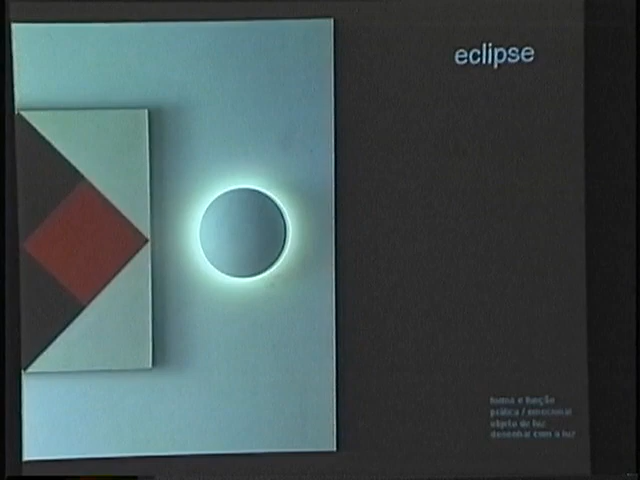 eclipse
forma e função
prática / emocional
objeto de luz
desenhar com a luz